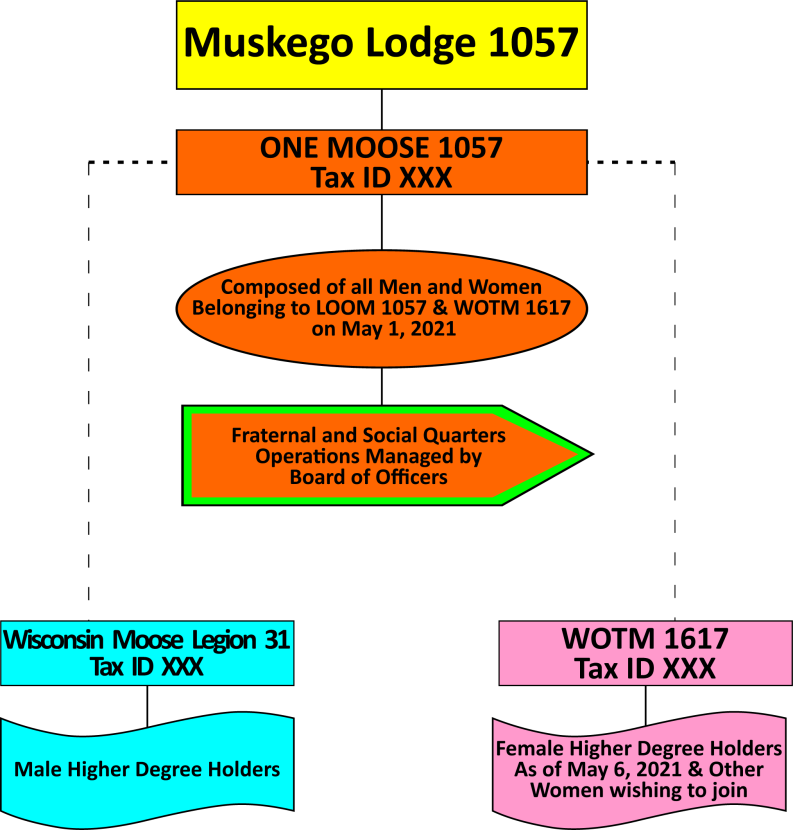 Muskego Lodge 1057
ONE MOOSE 1057
Tax ID XXX
Composed of all Men and Women
Belonging to LOOM 1057 & WOTM 1617
on May 1, 2021
Fraternal and Social Quarters
Operations Managed by
Board of Officers
Wisconsin Moose Legion 31
Tax ID XXX
WOTM 1617
Tax ID XXX
Male Higher Degree Holders
Female Higher Degree Holders
As of May 6, 2021 & Other
Women wishing to join